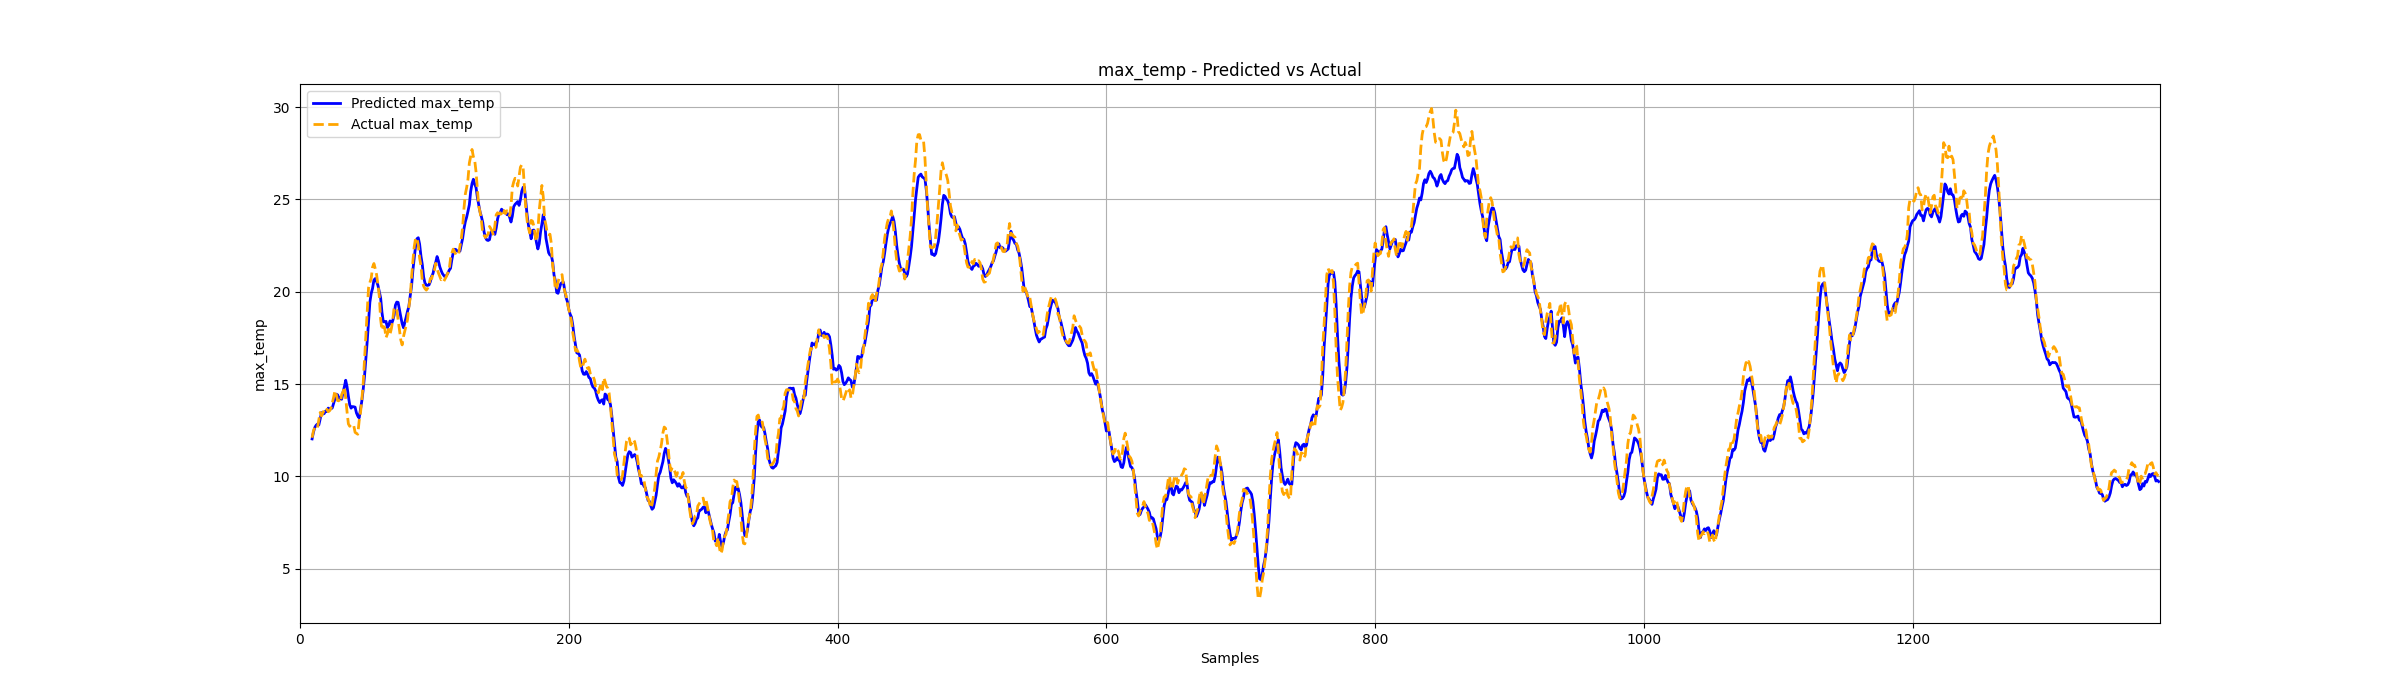 max_temp - Predicted vs Actual
Predicted max_temp
Actual max_temp
30
25
20
15
10
5
max_temp
0 200 400 600 800 1000 1200
Samples